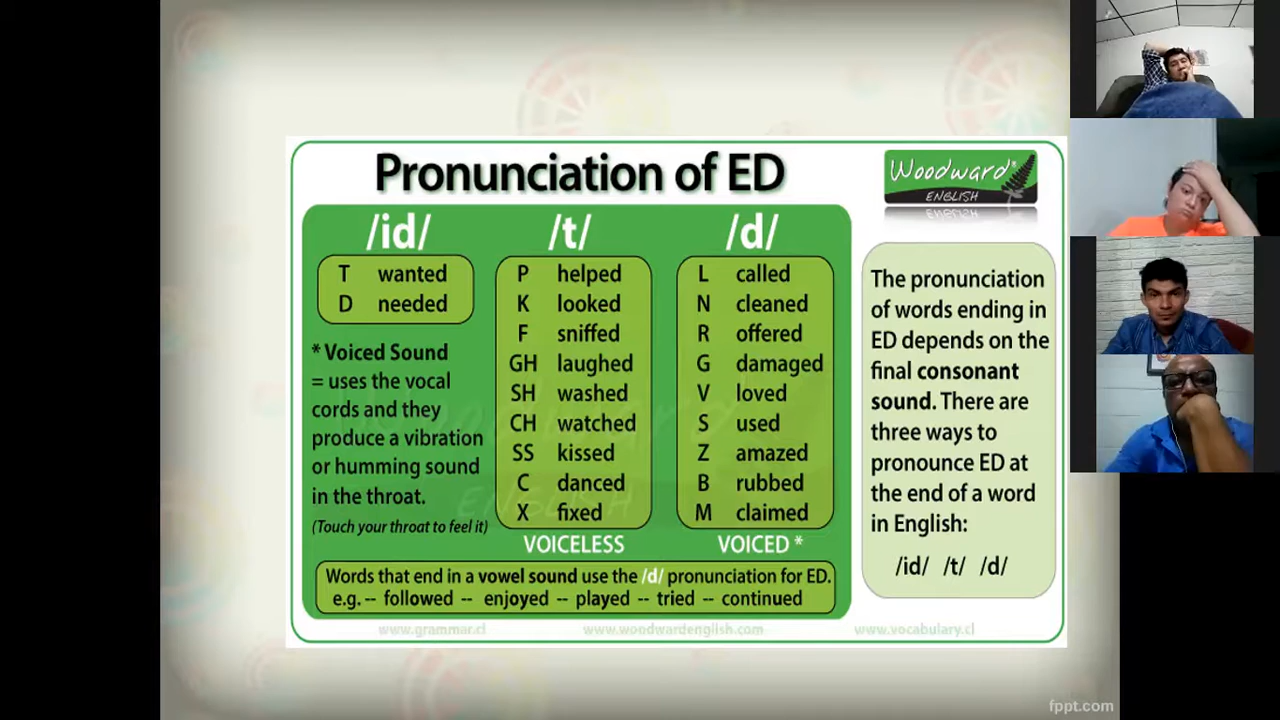 Pronunciation of ED
Woodward®
ENGLISH
/id/
T wanted
D needed
* Voiced Sound
= uses the vocal
cords and they
produce a vibration
or humming sound
in the throat.
(Touch your throat to feel it)
/t/
P helped
K looked
F sniffed
GH laughed
SH washed
CH watched
SS kissed
C danced
X fixed
VOICELESS
/d/
L called
N cleaned
R offered
G damaged
V loved
S used
Z amazed
B rubbed
M claimed
VOICED *
Words that end in a vowel sound use the /d/ pronunciation for ED.
e.g. -- followed -- enjoyed -- played -- tried -- continued
The pronunciation
of words ending in
ED depends on the
final consonant
sound. There are
three ways to
pronounce ED at
the end of a word
in English:
/id/ /t/ /d/
www.grammar.cl www.woodwardenglish.com www.vocabulary.cl
fppt.com